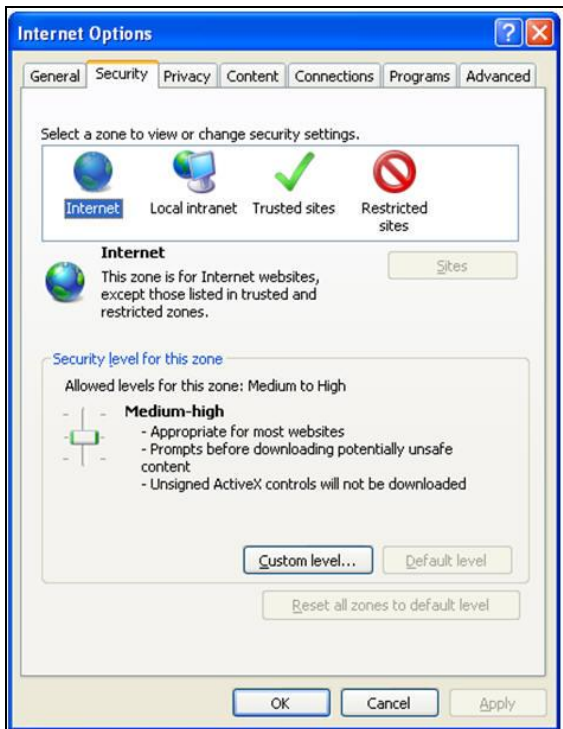 Internet Options
General Security Privacy Content Connections Programs Advanced
Select a zone to view or change security settings.
Internet Local intranet Trusted sites Restricted
sites
Internet
Sites
This zone is for Internet websites,
except those listed in trusted and
restricted zones.
Security level for this zone
Allowed levels for this zone: Medium to High
Medium-high
- Appropriate for most websites
- Prompts before downloading potentially unsafe
content
- Unsigned ActiveX controls will not be downloaded
Custom level... Default level
Reset all zones to default level
OK Cancel Apply